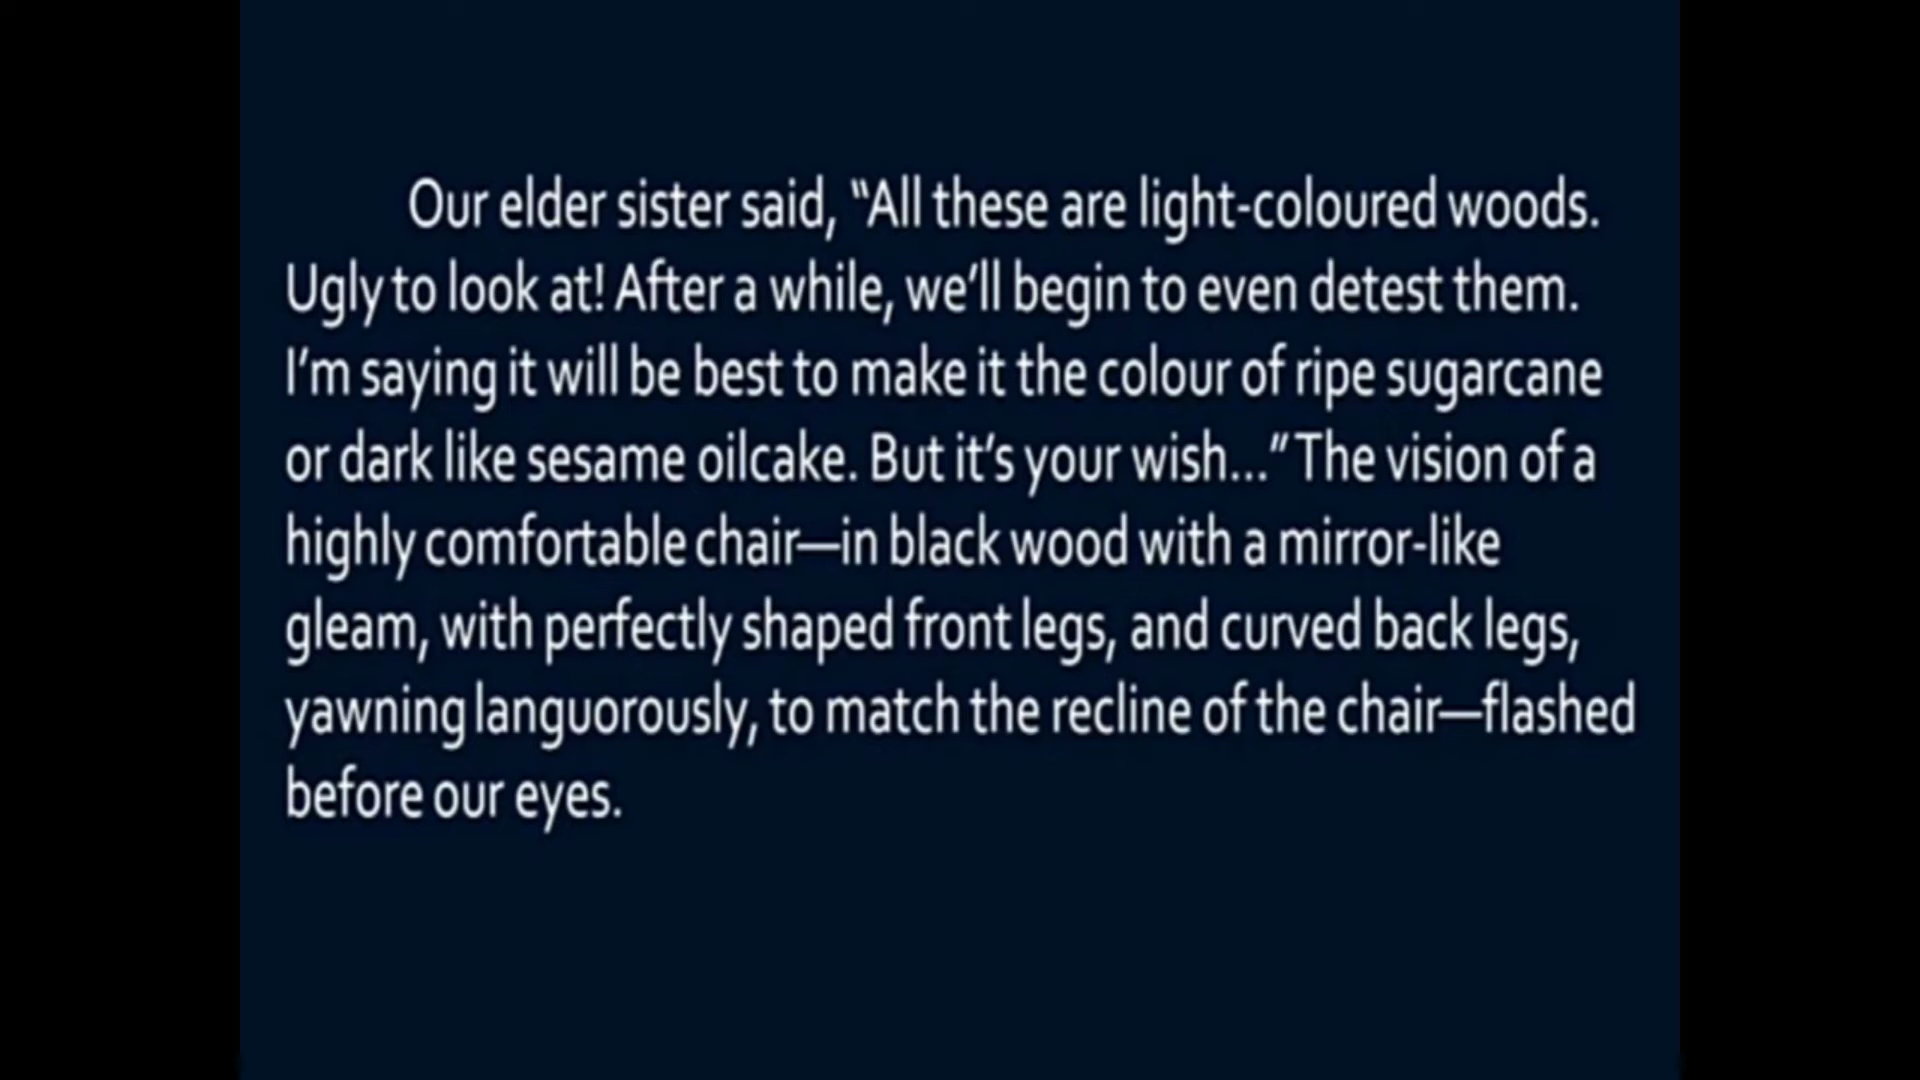 Our elder sister said, “All these are light-coloured woods.
Ugly to look at! After a while, we’ll begin to even detest them.
I’m saying it will be best to make it the colour of ripe sugarcane
or dark like sesame oilcake. But it’s your wish...” The vision of a
highly comfortable chair—in black wood with a mirror-like
gleam, with perfectly shaped front legs, and curved back legs,
yawning languorously, to match the recline of the chair—flashed
before our eyes.